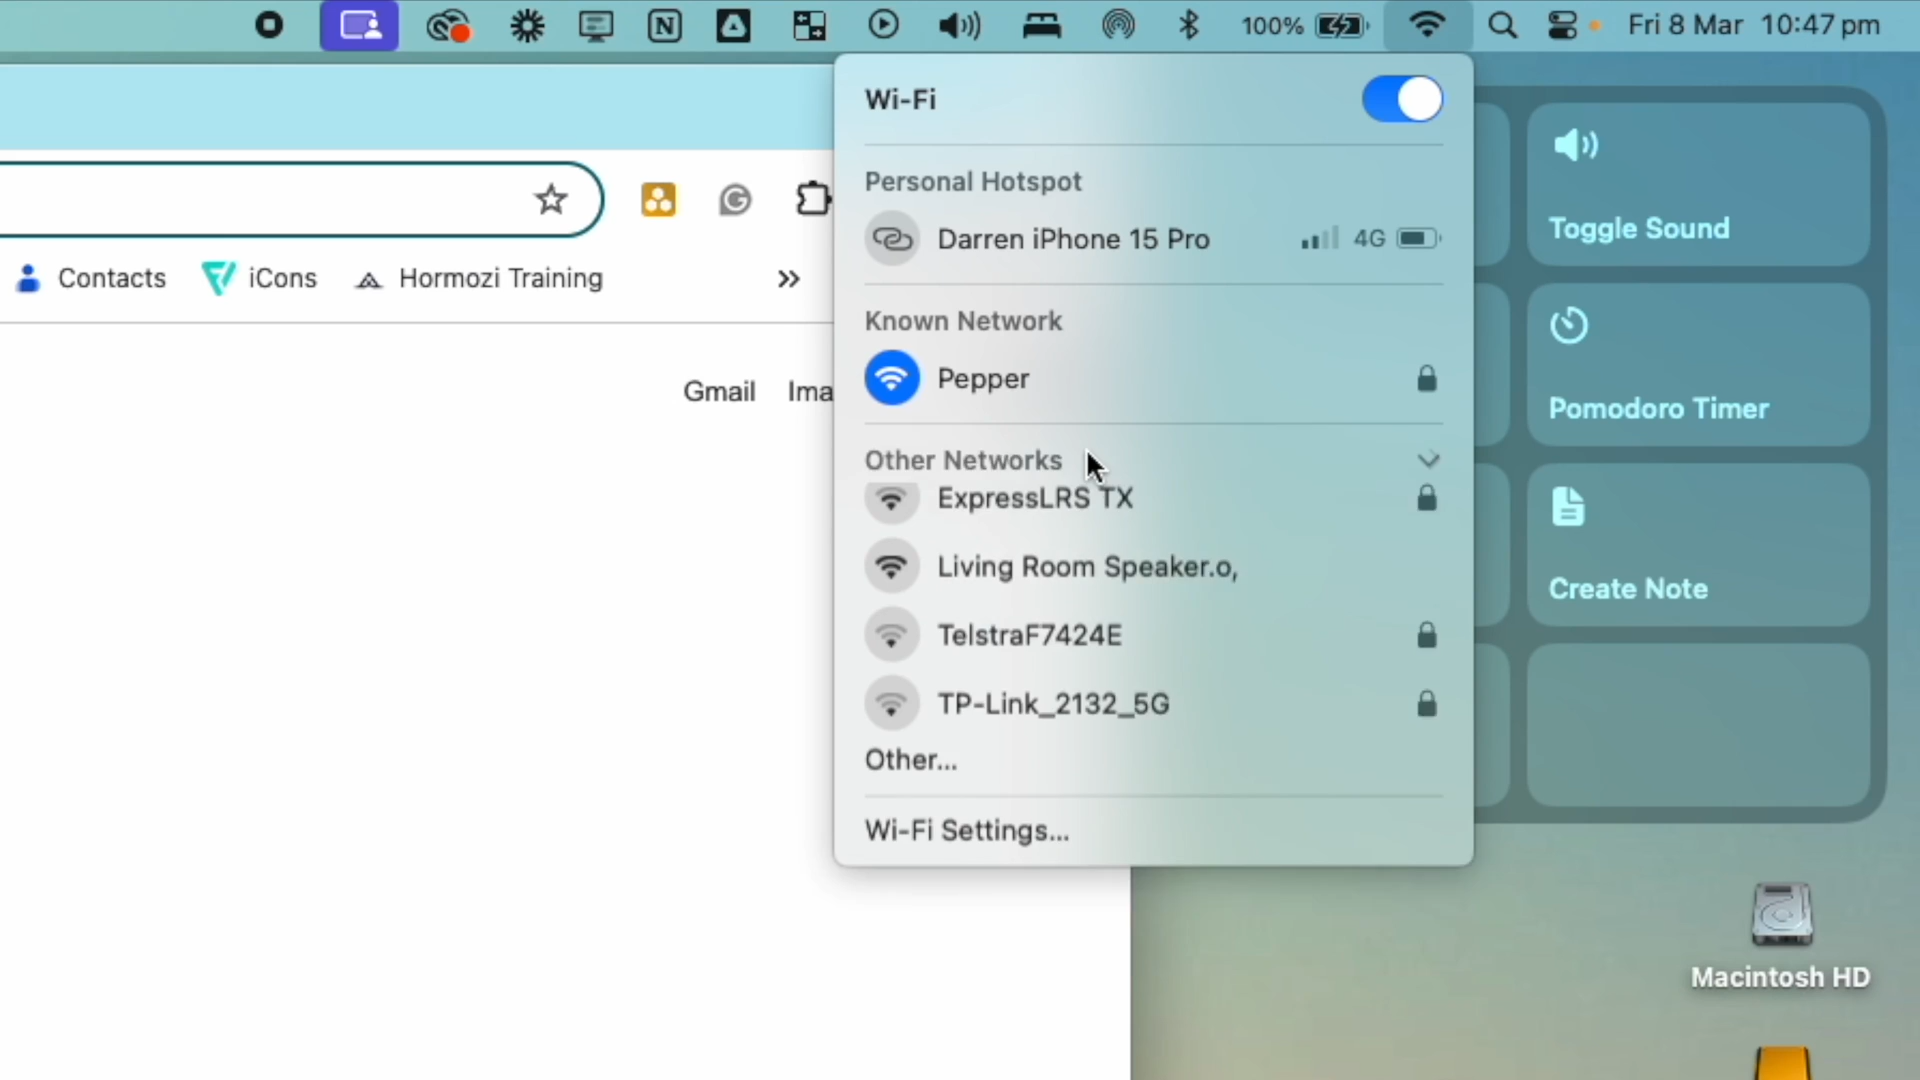 100%
Fri 8 Mar 10:47 pm
Wi-Fi
Personal Hotspot
Darren iPhone 15 Pro 4G
Known Network
Pepper
Other Networks
ExpressLRS TX
Living Room Speaker.o,
TelstraF7424E
TP-Link_2132_5G
Other...
Wi-Fi Settings...
Contacts iCons Hormozi Training »
Gmail Ima
Toggle Sound
Pomodoro Timer
Create Note
Macintosh HD